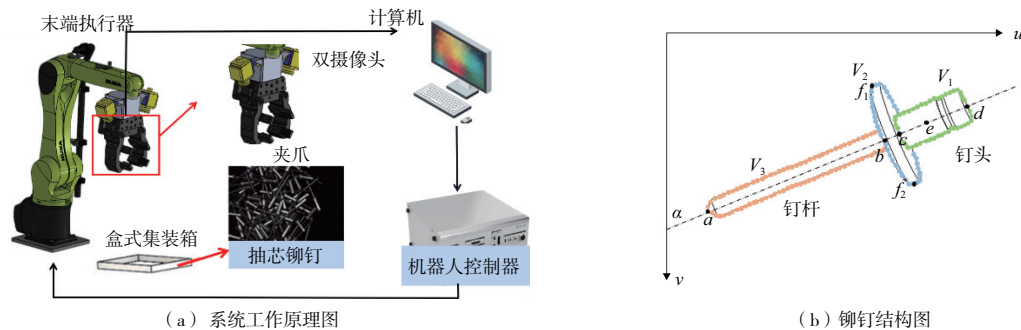 末端执行器
计算机
双摄像头
夹爪
盒式集装箱
抽芯铆钉
机器人控制器
(a) 系统工作原理图
u
V1
V2
f1
d
e
c
b
钉头
V3
f2
钉杆
α
a
v
(b) 铆钉结构图